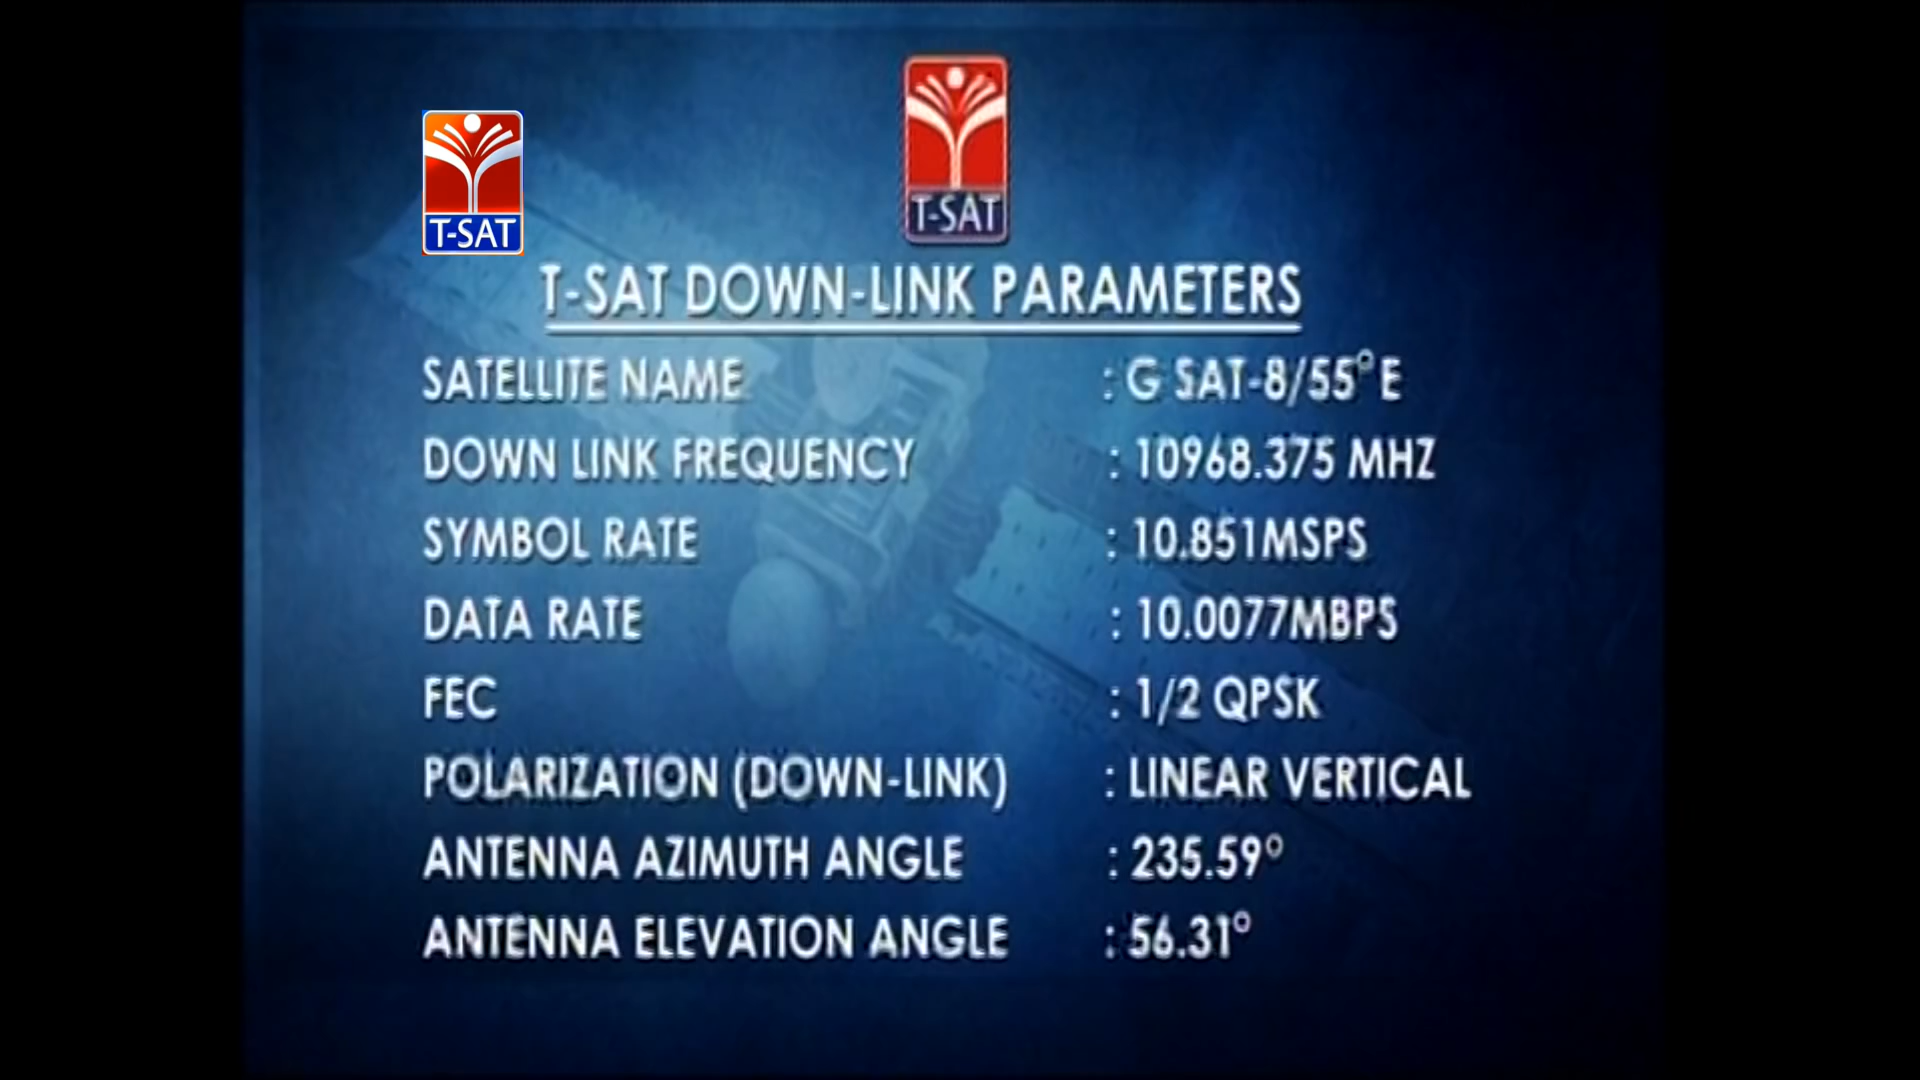 T-SAT
T-SAT
T-SAT DOWN-LINK PARAMETERS
SATELLITE NAME : G SAT-8/55° E
DOWN LINK FREQUENCY : 10968.375 MHZ
SYMBOL RATE : 10.851MSPS
DATA RATE : 10.0077MBPS
FEC : 1/2 QPSK
POLARIZATION (DOWN-LINK) : LINEAR VERTICAL
ANTENNA AZIMUTH ANGLE : 235.59°
ANTENNA ELEVATION ANGLE : 56.31°